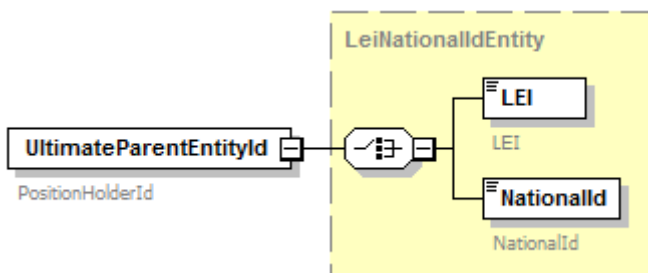 LeiNationalIdEntity
LEI
LEI
UltimateParentEntityId
PositionHolderId
NationalId
NationalId